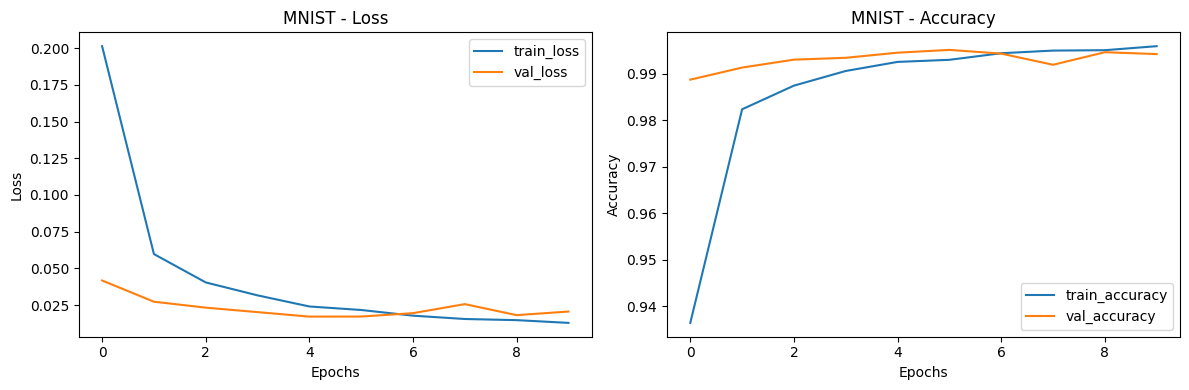 MNIST - Loss
0.200
0.175
0.150
0.125
0.100
0.075
0.050
0.025
Loss
train_loss
val_loss
0 2 4 6 8
Epochs
MNIST - Accuracy
0.99
0.98
0.97
0.96
0.95
0.94
Accuracy
train_accuracy
val_accuracy
0 2 4 6 8
Epochs